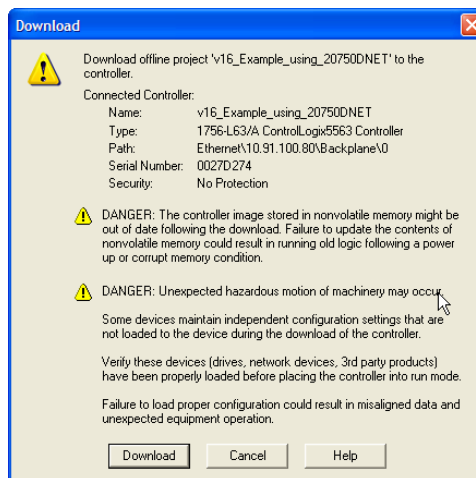 Download
Download offline project 'v16_Example_using_20750DNET' to the
controller.
Connected Controller:
Name: v16_Example_using_20750DNET
Type: 1756-L63/A ControlLogix5563 Controller
Path: Ethernet\10.91.100.80\Backplane\0
Serial Number: 0027D274
Security: No Protection
DANGER: The controller image stored in nonvolatile memory might be
out of date following the download. Failure to update the contents of
nonvolatile memory could result in running old logic following a power
up or corrupt memory condition.
DANGER: Unexpected hazardous motion of machinery may occur.
Some devices maintain independent configuration settings that are
not loaded to the device during the download of the controller.
Verify these devices (drives, network devices, 3rd party products)
have been properly loaded before placing the controller into run mode.
Failure to load proper configuration could result in misaligned data and
unexpected equipment operation.
Download Cancel Help